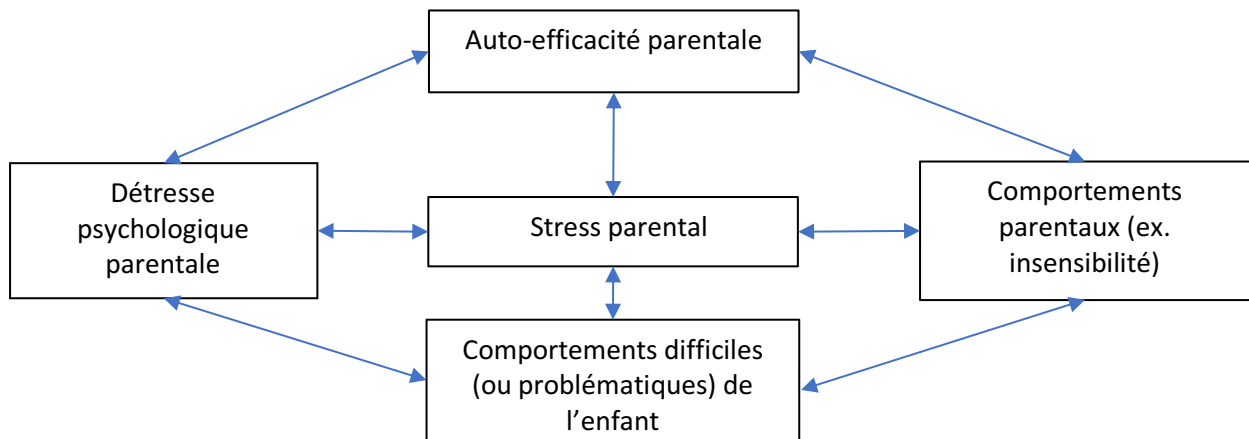 Auto-efficacité parentale
Détresse
psychologique
parentale
Stress parental
Comportements
parentaux (ex.
insensibilité)
Comportements difficiles
(ou problématiques) de
l’enfant